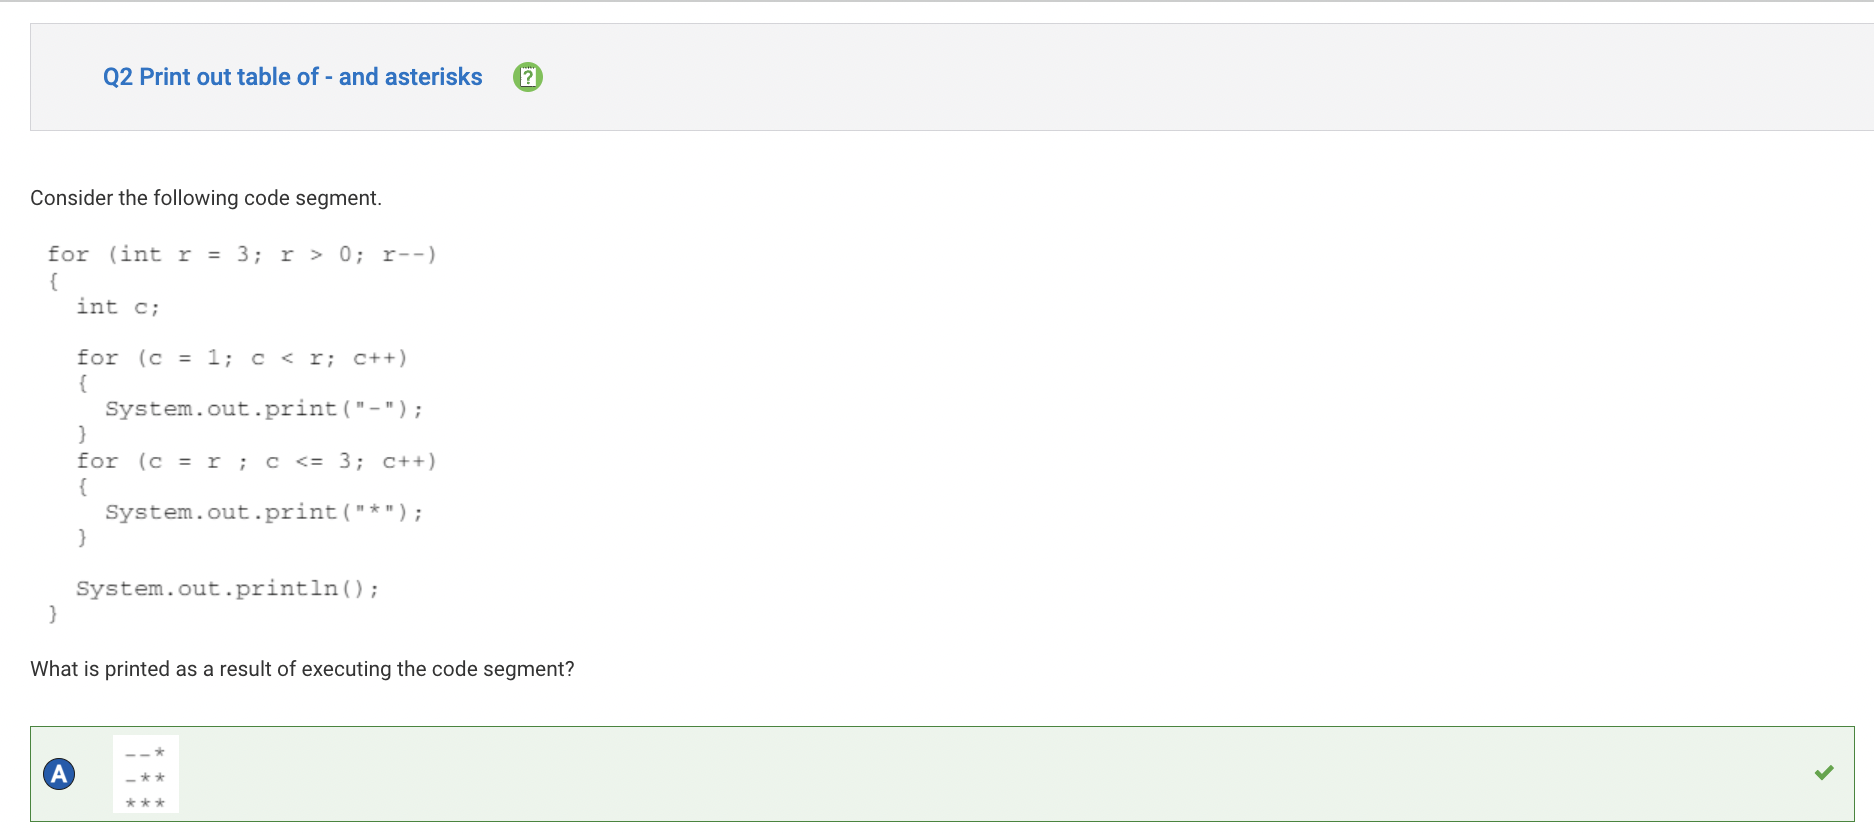 Q2 Print out table of - and asterisks
Consider the following code segment.
for (int r = 3; r > 0; r--)
{
int c;
for (c = 1; c < r; c++)
{
System.out.print("-");
}
for (c = r ; c <= 3; c++)
{
System.out.print("*");
}
System.out.println();
}
What is printed as a result of executing the code segment?
A
--*
-**
***